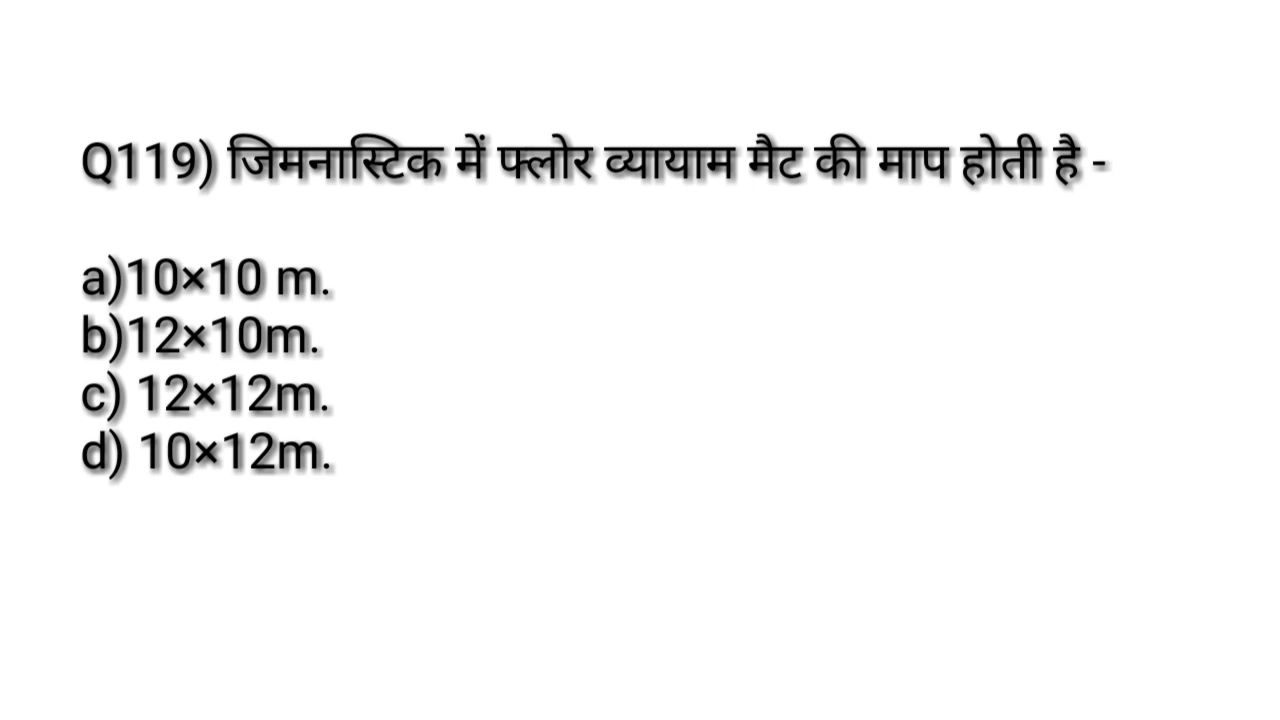 Q119) जिमनास्टिक में फ्लोर व्यायाम मैट की माप होती है -
a)10×10 m.
b)12×10m.
c) 12×12m.
d) 10×12m.